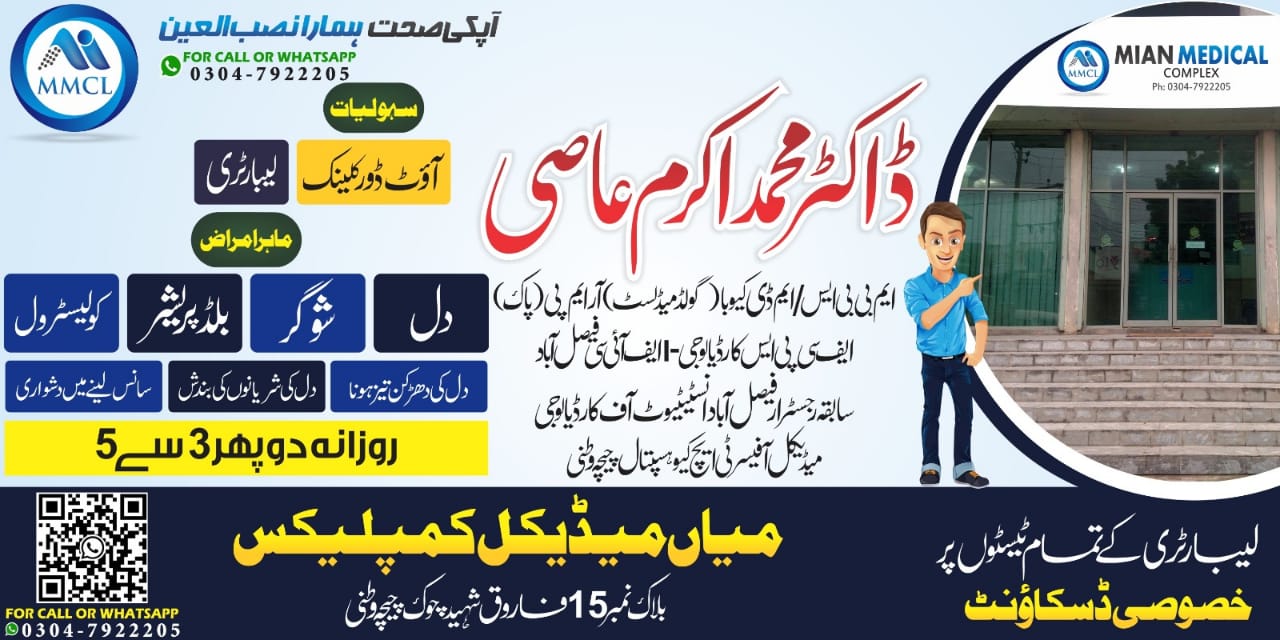 MMCL
آپکی صحت ہمارا نصب العین
FOR CALL OR WHATSAPP
0304-7922205
MMCL
MIAN MEDICAL
COMPLEX
Ph: 0304-7922205
سہولیات
آؤٹ ڈور کلینک
لیبارٹری
ڈاکٹر محمد اکرم عاصی
ماہر امراض
دل
شوگر
بلڈ پریشر
کولیسٹرول
دل کی دھڑکن تیز ہونا
دل کی شریانوں کی بندش
سانس لینے میں دشواری
روزانہ دوپہر 3 سے 5
ایم بی بی ایس/ایم ڈی کیوبا (گولڈ میڈلسٹ) آر ایم پی (پاک)
ایف سی پی ایس کارڈیالوجی-I ایف آئی سی فیصل آباد
سابقہ رجسٹرار فیصل آباد انسٹیٹیوٹ آف کارڈیالوجی
میڈیکل آفیسر ٹی ایچ کیو ہسپتال چیچہ وطنی
میاں میڈیکل کمپلیکس
بلاک نمبر 15 فاروق شہید چوک چیچہ وطنی
لیبارٹری کے تمام ٹیسٹوں پر
خصوصی ڈسکاؤنٹ
FOR CALL OR WHATSAPP
0304-7922205